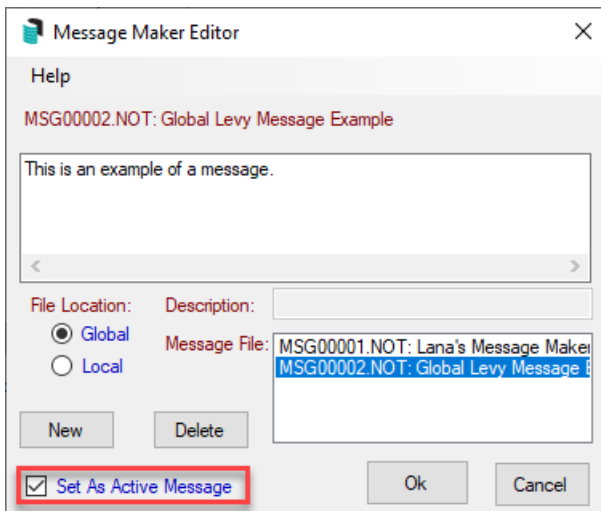 Message Maker Editor
Help
MSG00002.NOT: Global Levy Message Example
This is an example of a message.
File Location:
Global
Local
Description:
Message File:
MSG00001.NOT: Lana's Message Maker
MSG00002.NOT: Global Levy Message E
New
Delete
Set As Active Message
Ok
Cancel